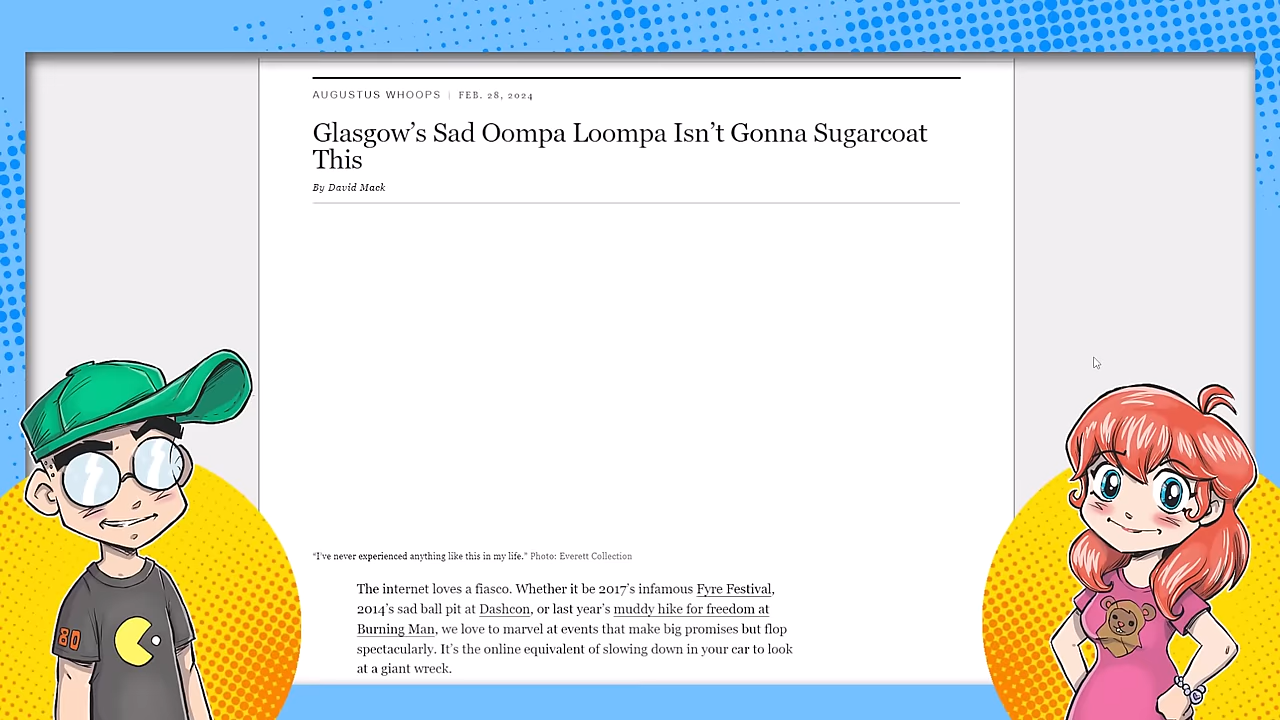 AUGUSTUS WHOOPS | FEB. 28, 2024
Glasgow's Sad Oompa Loompa Isn't Gonna Sugarcoat
This
By David Mack
“I've never experienced anything like this in my life.” Photo: Everett Collection
The internet loves a fiasco. Whether it be 2017's infamous Fyre Festival,
2014's sad ball pit at Dashcon, or last year's muddy hike for freedom at
Burning Man, we love to marvel at events that make big promises but flop
spectacularly. It's the online equivalent of slowing down in your car to look
at a giant wreck.
80